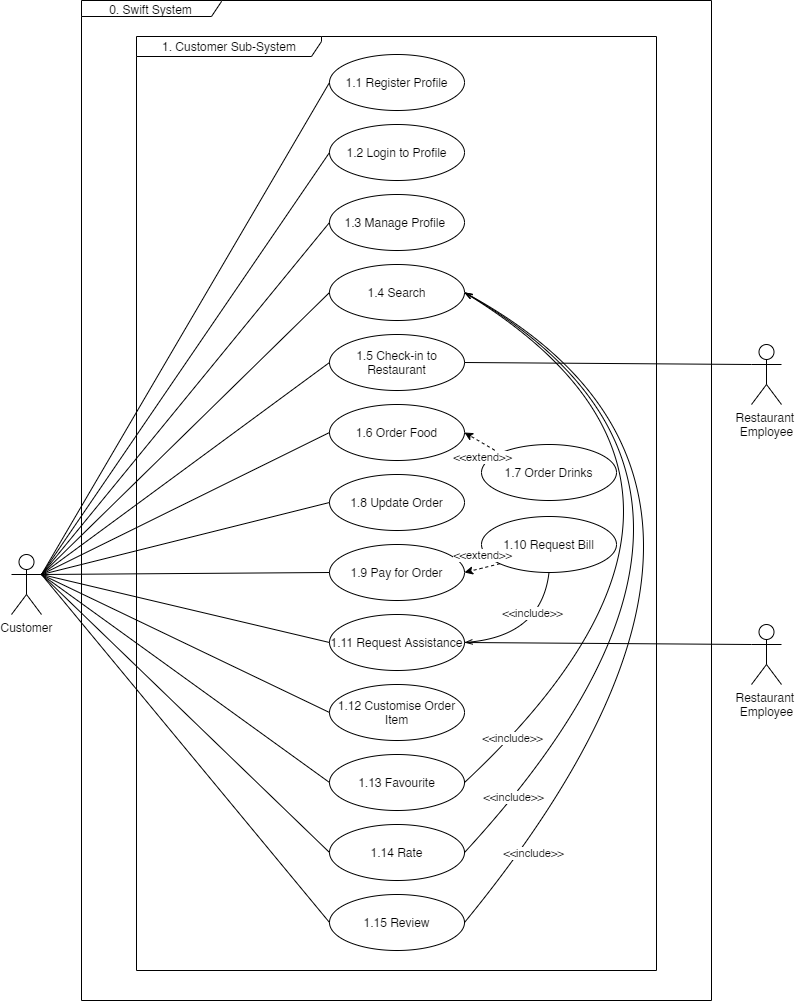 0. Swift System
1. Customer Sub-System
1.1 Register Profile
1.2 Login to Profile
1.3 Manage Profile
1.4 Search
1.5 Check-in to
Restaurant
Restaurant
Employee
1.6 Order Food
<<extend>>
1.7 Order Drinks
1.8 Update Order
1.10 Request Bill
<<extend>>
1.9 Pay for Order
<<include>>
Customer
1.11 Request Assistance
Restaurant
Employee
1.12 Customise Order
Item
<<include>>
1.13 Favourite
<<include>>
1.14 Rate
<<include>>
1.15 Review